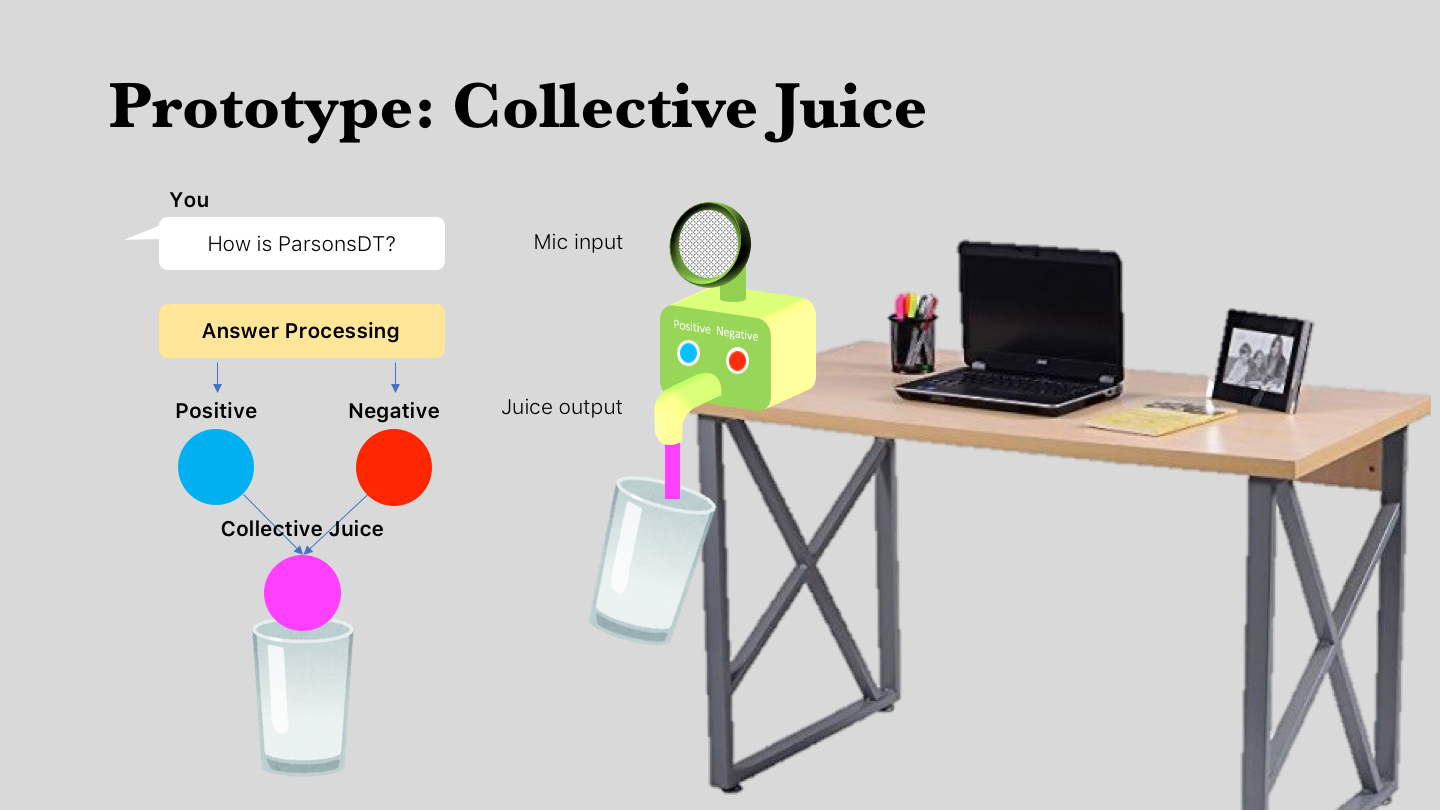 Prototype: Collective Juice
You
How is ParsonsDT?
Answer Processing
Positive
Negative
Collective Juice
Mic input
Positive Negative
Juice output